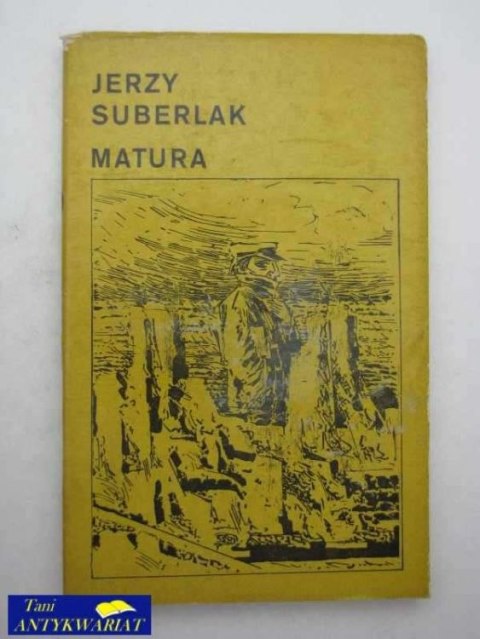 JERZY
SUBERLAK
MATURA
Tani
ANTYKWARIAT